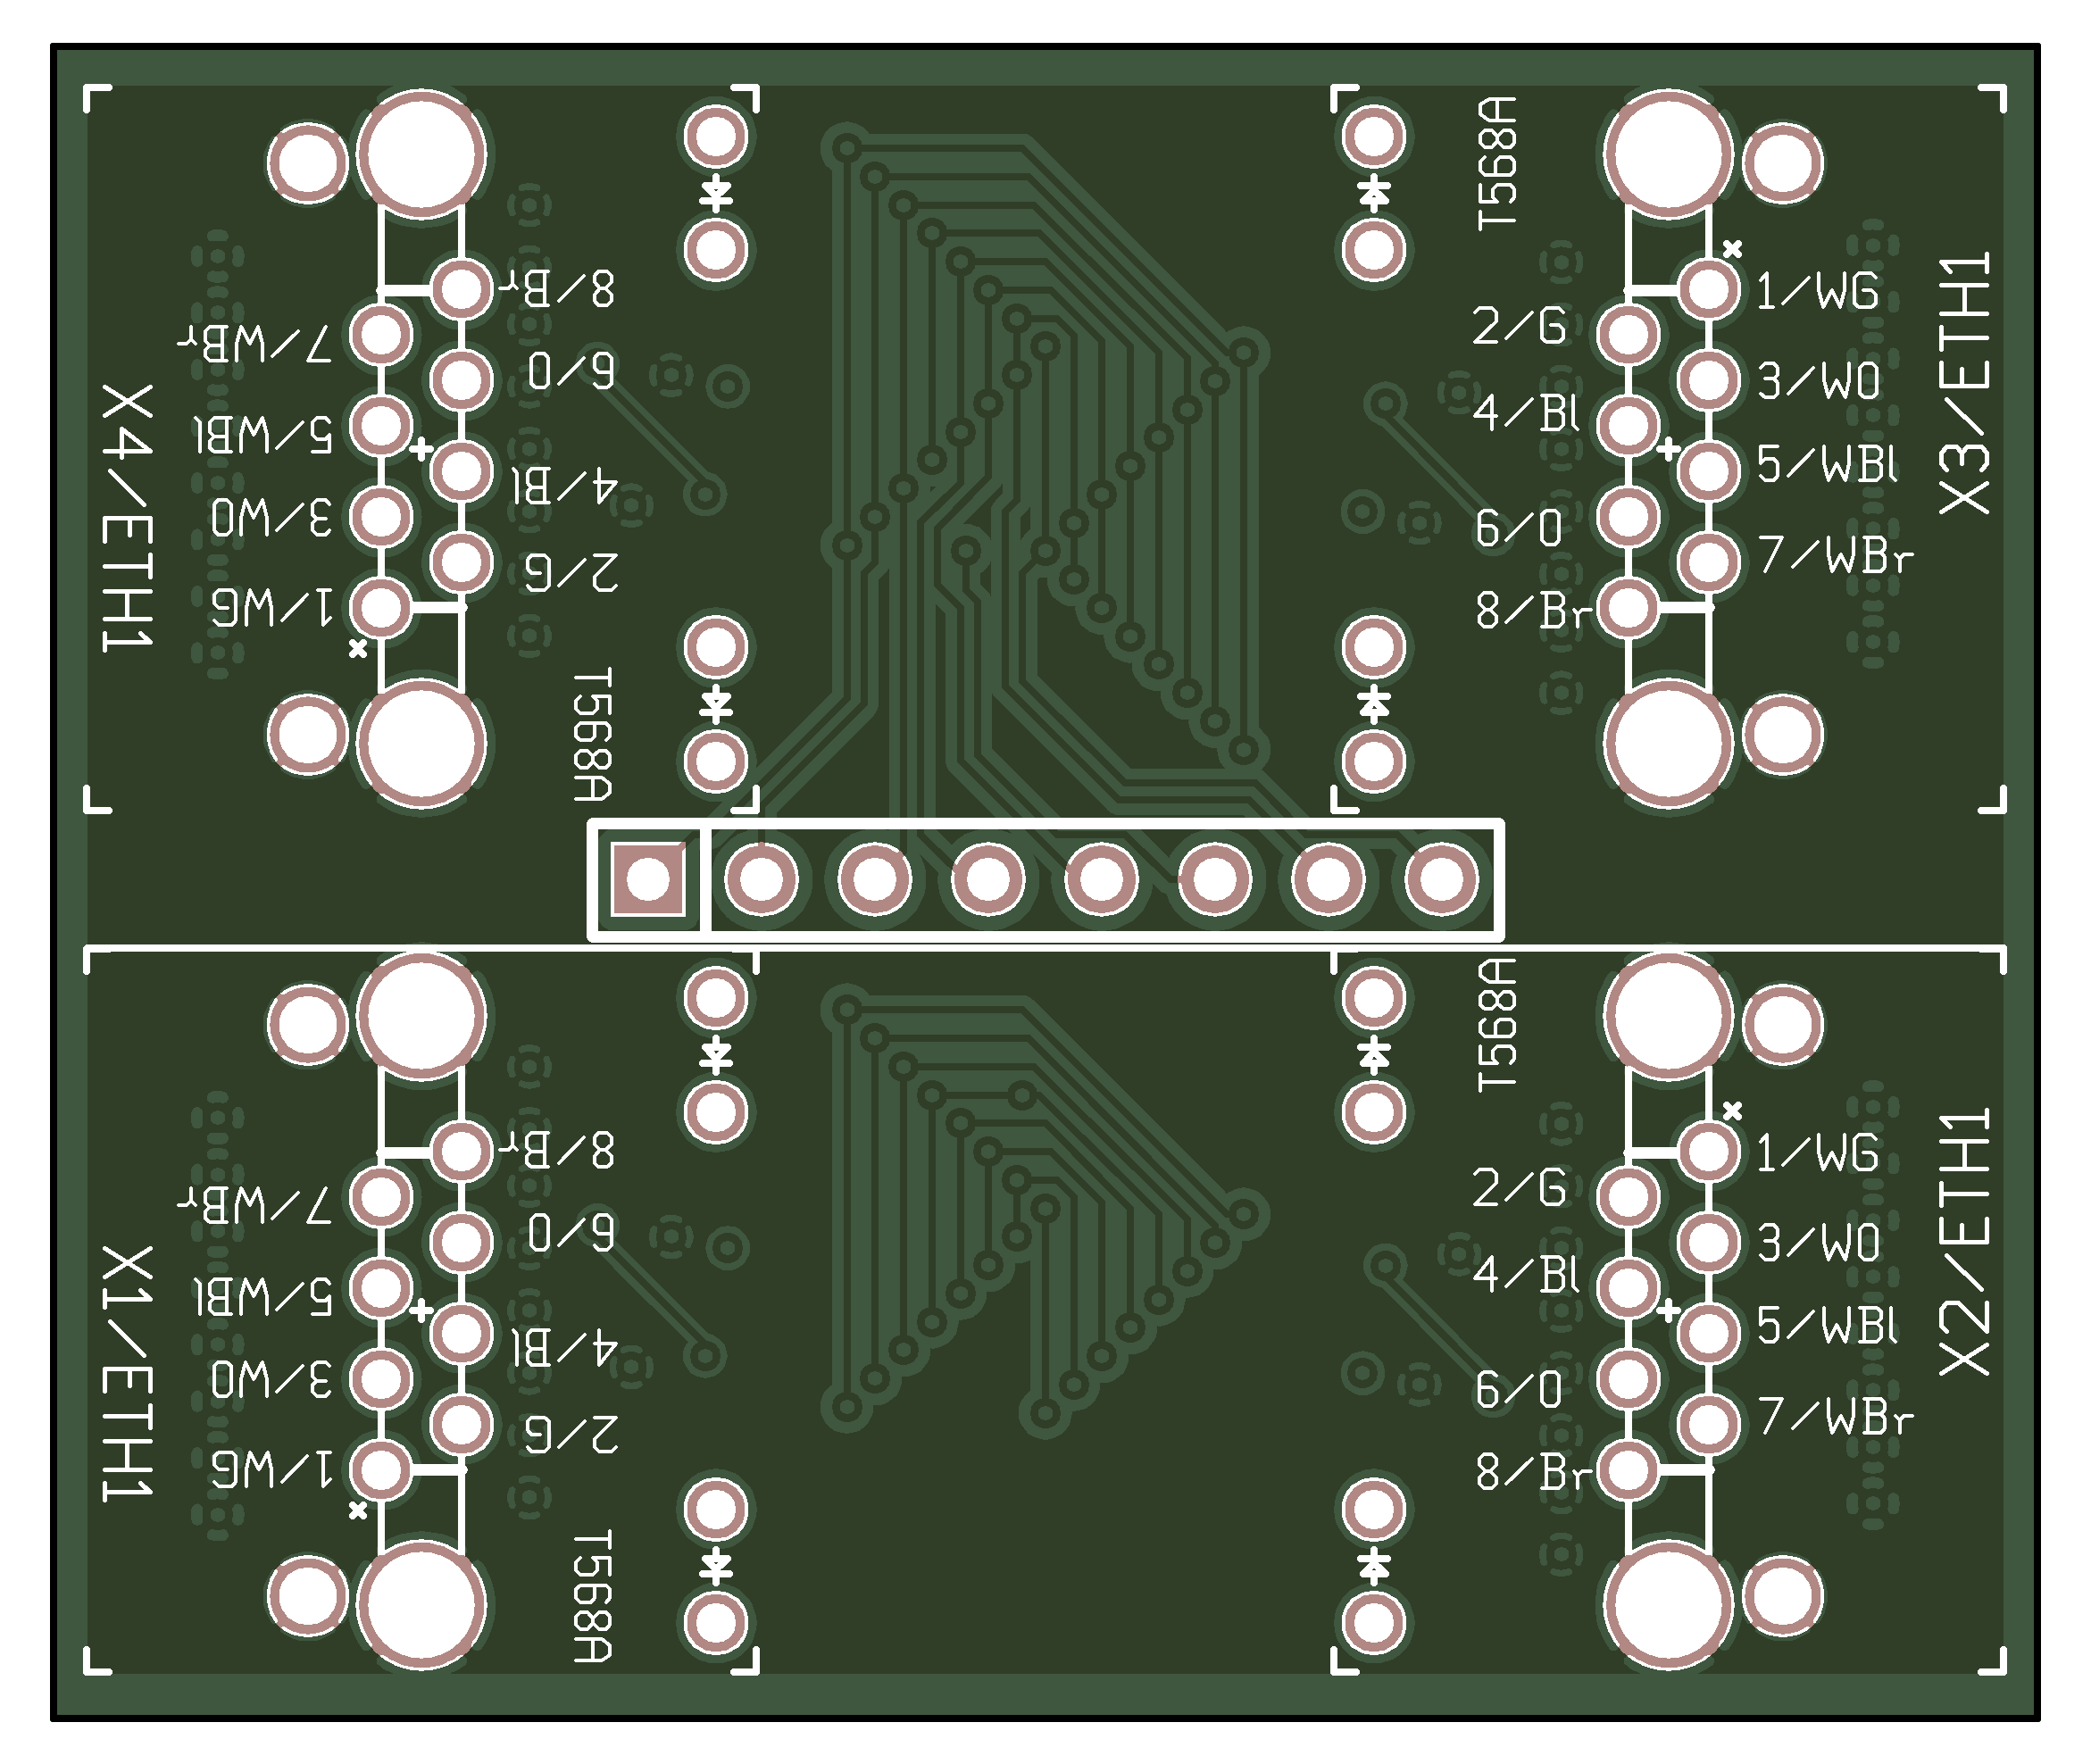 X4/ETH1
8/Br
7/WBr
6/O
5/WBl
4/Bl
3/WO
2/G
1/WG
T568A
T568A
X3/ETH1
1/WG
2/G
3/WO
4/Bl
5/WBl
6/O
7/WBr
8/Br
X1/ETH1
8/Br
7/WBr
6/O
5/WBl
4/Bl
3/WO
2/G
1/WG
T568A
T568A
X2/ETH1
1/WG
2/G
3/WO
4/Bl
5/WBl
6/O
7/WBr
8/Br